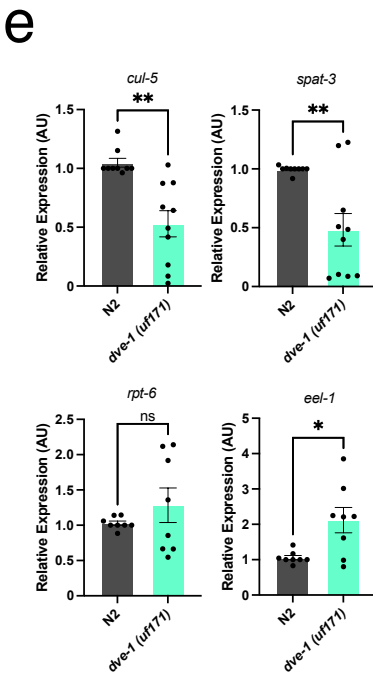 e
cul-5
**
Relative Expression (AU)
1.5
1.0
0.5
0
N2
dve-1 (uf171)
spat-3
**
Relative Expression (AU)
1.5
1.0
0.5
0
N2
dve-1 (uf171)
rpt-6
ns
Relative Expression (AU)
2.5
2.0
1.5
1.0
0.5
0
N2
dve-1 (uf171)
eel-1
*
Relative Expression (AU)
5
4
3
2
1
0
N2
dve-1 (uf171)